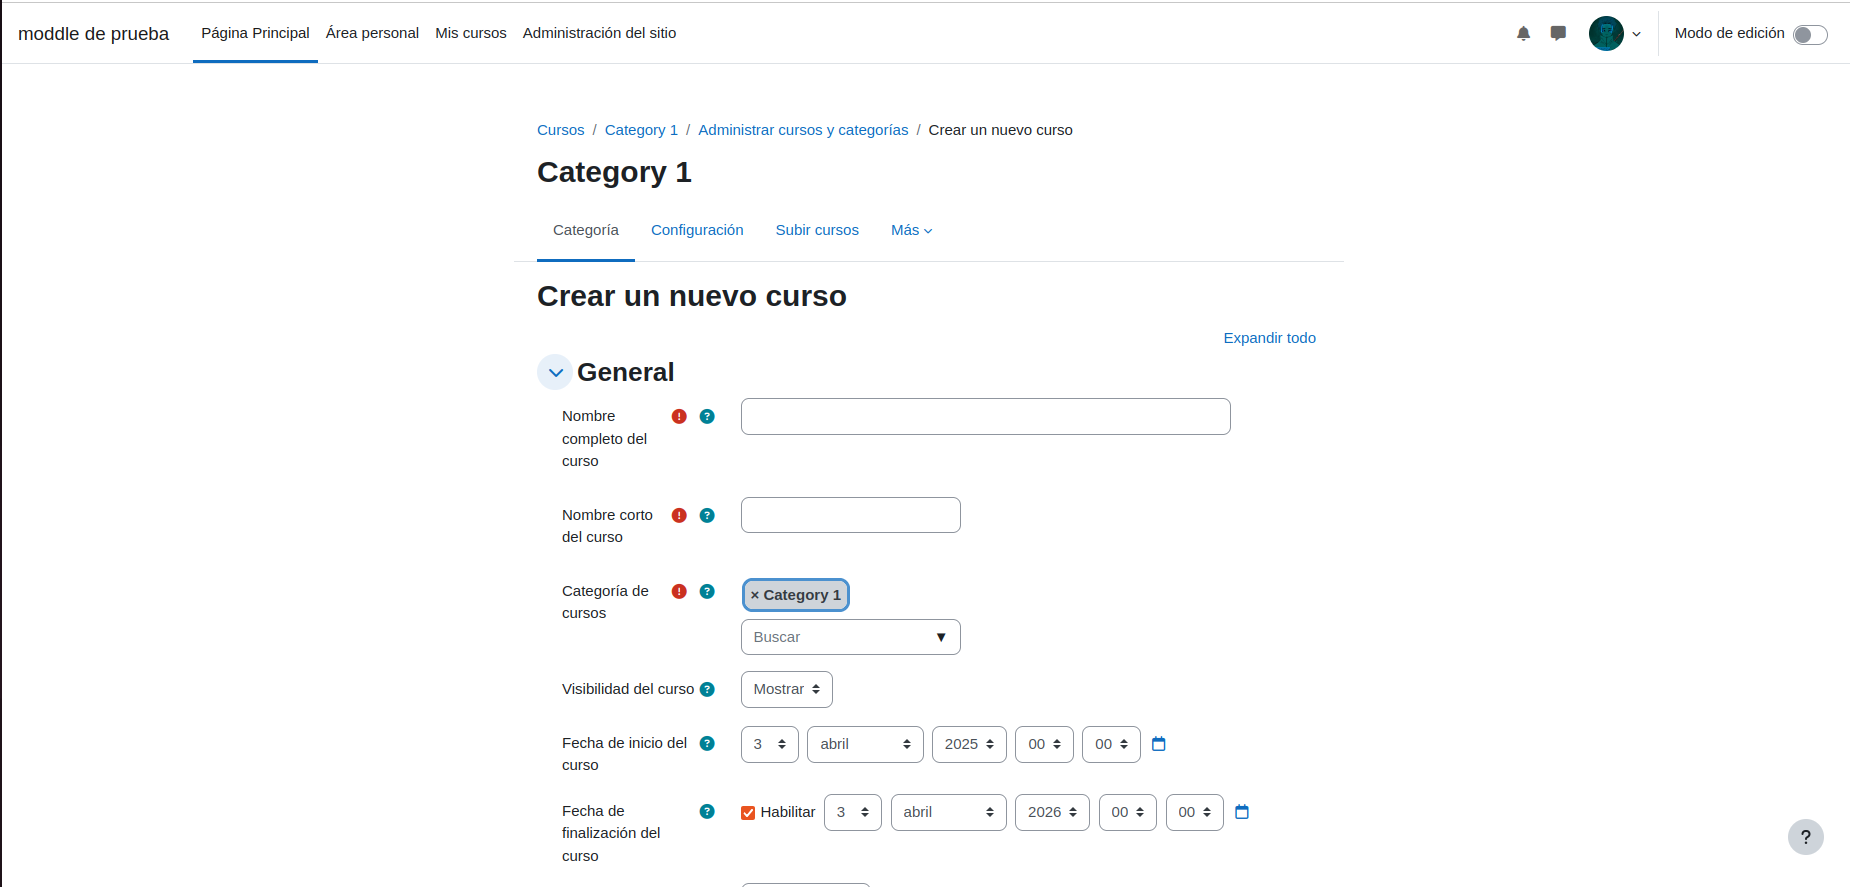 moddle de prueba Página Principal Área personal Mis cursos Administración del sitio Modo de edición
Cursos / Category 1 / Administrar cursos y categorías / Crear un nuevo curso
Category 1
Categoría Configuración Subir cursos Más
Crear un nuevo curso
Expandir todo
General
Nombre
completo del
curso
Nombre corto
del curso
Categoría de
cursos
× Category 1
Buscar ▼
Visibilidad del curso Mostrar
Fecha de inicio del
curso
3 abril 2025 00 00
Fecha de
finalización del
curso
Habilitar 3 abril 2026 00 00
?